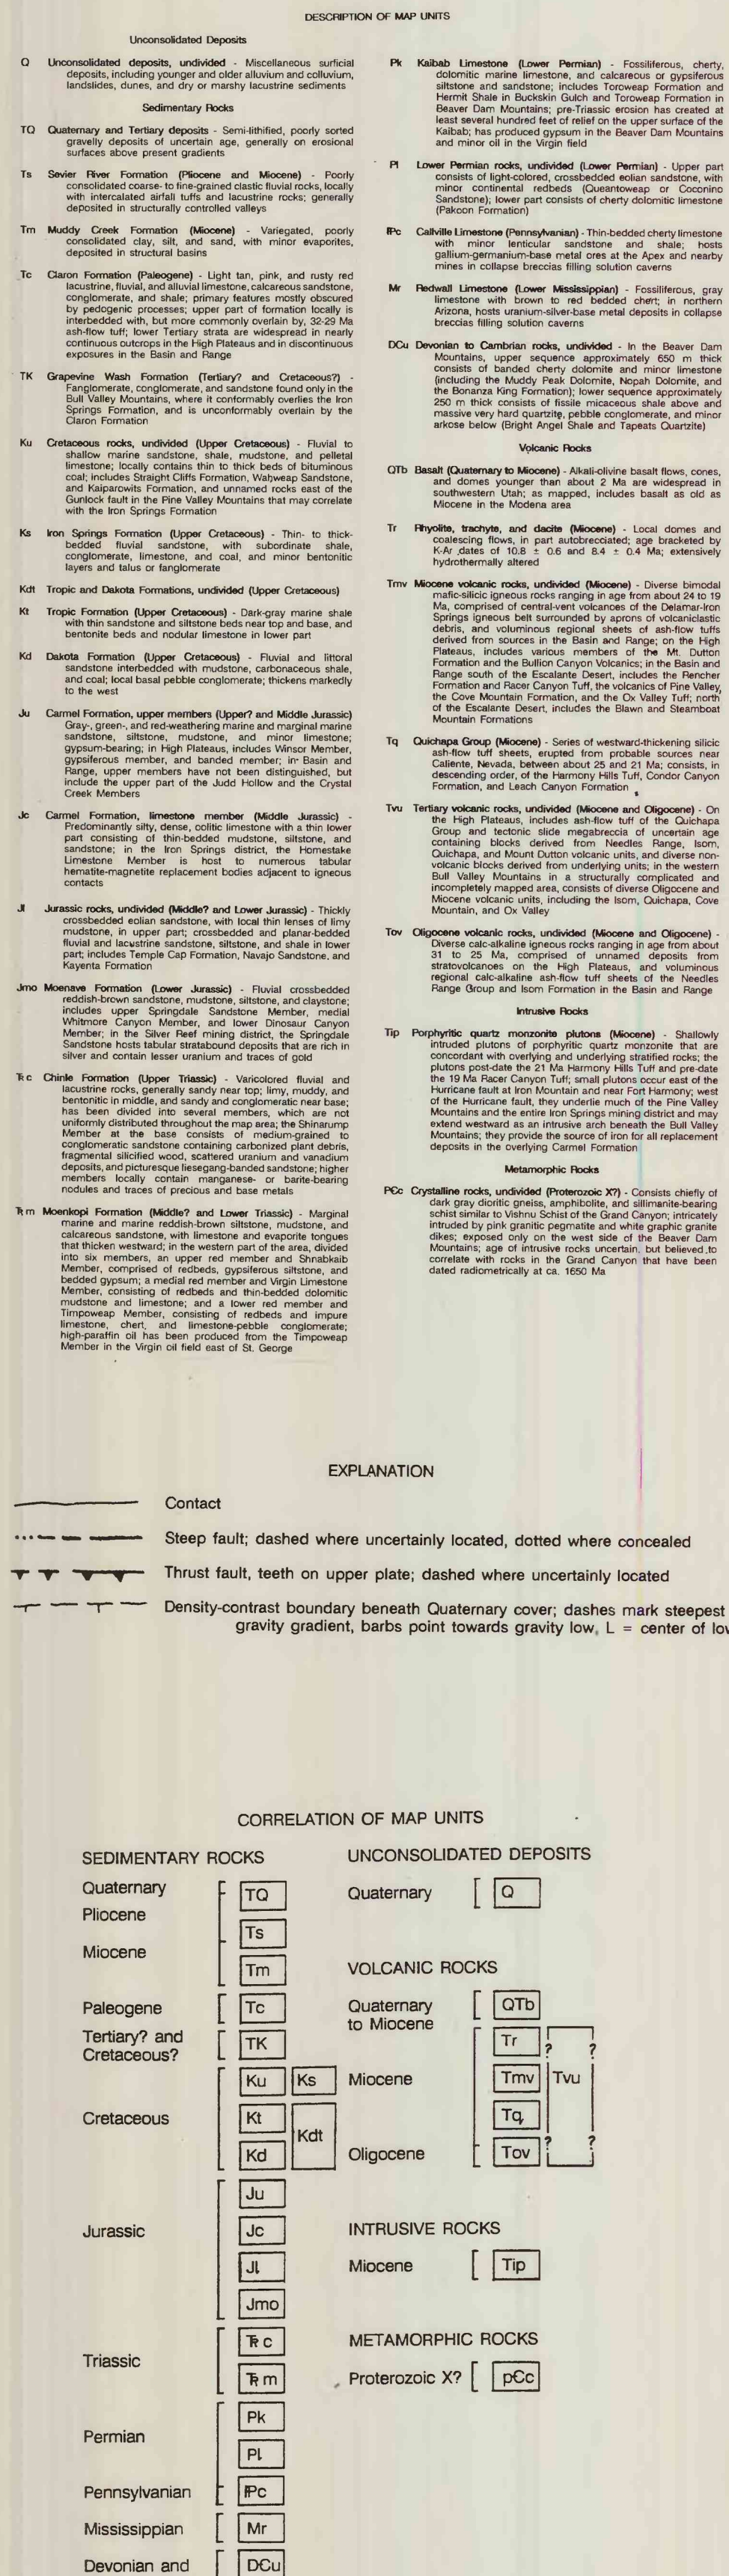 DESCRIPTION OF MAP UNITS
Unconsolidated Deposits
Q Unconsolidated deposits, undivided - Miscellaneous surficial
deposits, including younger and older alluvium and colluvium,
landslides, dunes, and dry or marshy lacustrine sediments
Sedimentary Rocks
TQ Quaternary and Tertiary deposits - Semi-lithified, poorly sorted
gravelly deposits of uncertain age, generally on erosional
surfaces above present gradients
Ts Sevier River Formation (Pliocene and Miocene) - Poorly
consolidated coarse- to fine-grained clastic fluvial rocks, locally
with intercalated airfall tuffs and lacustrine rocks; generally
deposited in structurally controlled valleys
Tm Muddy Creek Formation (Miocene) - Variegated, poorly
consolidated clay, silt, and sand, with minor evaporites,
deposited in structural basins
Tc Claron Formation (Paleogene) - Light tan, pink, and rusty red
lacustrine, fluvial, and alluvial limestone, calcareous sandstone,
conglomerate, and shale; primary features mostly obscured
by pedogenic processes; upper part of formation locally is
interbedded with, but more commonly overlain by, 32-29 Ma
ash-flow tuff; lower Tertiary strata are widespread in nearly
continuous outcrops in the High Plateaus and in discontinuous
exposures in the Basin and Range
TK Grapevine Wash Formation (Tertiary? and Cretaceous?) -
Fanglomerate, conglomerate, and sandstone found only in the
Bull Valley Mountains, where it conformably overlies the Iron
Springs Formation, and is unconformably overlain by the
Claron Formation
Ku Cretaceous rocks, undivided (Upper Cretaceous) - Fluvial to
shallow marine sandstone, shale, mudstone, and pelletal
limestone; locally contains thin to thick beds of bituminous
coal; includes Straight Cliffs Formation, Wahweap Sandstone,
and Kaiparowits Formation, and unnamed rocks east of the
Gunlock fault in the Pine Valley Mountains that may correlate
with the Iron Springs Formation
Ks Iron Springs Formation (Upper Cretaceous) - Thin- to thick-
bedded fluvial sandstone, with subordinate shale,
conglomerate, limestone, and coal, and minor bentonitic
layers and talus or fanglomerate
Kdt Tropic and Dakota Formations, undivided (Upper Cretaceous)
Kt Tropic Formation (Upper Cretaceous) - Dark-gray marine shale
with thin sandstone and siltstone beds near top and base, and
bentonite beds and nodular limestone in lower part
Kd Dakota Formation (Upper Cretaceous) - Fluvial and littoral
sandstone interbedded with mudstone, carbonaceous shale,
and coal; local basal pebble conglomerate; thickens markedly
to the west
Ju Carmel Formation, upper members (Upper? and Middle Jurassic)
Gray-, green-, and red-weathering marine and marginal marine
sandstone, siltstone, mudstone, and minor limestone;
gypsum-bearing; in High Plateaus, includes Winsor Member,
gypsiferous member, and banded member; in Basin and
Range, upper members have not been distinguished, but
include the upper part of the Judd Hollow and the Crystal
Creek Members
Jc Carmel Formation, limestone member (Middle Jurassic) -
Predominantly silty, dense, oolitic limestone with a thin lower
part consisting of thin-bedded mudstone, siltstone, and
sandstone; in the Iron Springs district, the Homestake
Limestone Member is host to numerous tabular
hematite-magnetite replacement bodies adjacent to igneous
contacts
Jl Jurassic rocks, undivided (Middle? and Lower Jurassic) - Thickly
crossbedded eolian sandstone, with local thin lenses of limy
mudstone, in upper part; crossbedded and planar-bedded
fluvial and lacustrine sandstone, siltstone, and shale in lower
part; includes Temple Cap Formation, Navajo Sandstone, and
Kayenta Formation
Jmo Moenave Formation (Lower Jurassic) - Fluvial crossbedded
reddish-brown sandstone, mudstone, siltstone, and claystone;
includes upper Springdale Sandstone Member, medial
Whitmore Canyon Member, and lower Dinosaur Canyon
Member; in the Silver Reef mining district, the Springdale
Sandstone hosts tabular stratabound deposits that are rich in
silver and contain lesser uranium and traces of gold
Ꞃc Chinle Formation (Upper Triassic) - Varicolored fluvial and
lacustrine rocks, generally sandy near top; limy, muddy, and
bentonitic in middle, and sandy and conglomeratic near base;
has been divided into several members, which are not
uniformly distributed throughout the map area; the Shinarump
Member at the base consists of medium-grained to
conglomeratic sandstone containing carbonized plant debris,
fragmental silicified wood, scattered uranium and vanadium
deposits, and picturesque liesegang-banded sandstone; higher
members locally contain manganese- or barite-bearing
nodules and traces of precious and base metals
Ꞃm Moenkopi Formation (Middle? and Lower Triassic) - Marginal
marine and marine reddish-brown siltstone, mudstone, and
calcareous sandstone, with limestone and evaporite tongues
that thicken westward; in the western part of the area, divided
into six members, an upper red member and Shnabkaib
Member, comprised of redbeds, gypsiferous siltstone, and
bedded gypsum; a medial red member and Virgin Limestone
Member, consisting of redbeds and thin-bedded dolomitic
mudstone and limestone; and a lower red member and
Timpoweap Member, consisting of redbeds and impure
limestone, chert, and limestone-pebble conglomerate;
high-paraffin oil has been produced from the Timpoweap
Member in the Virgin oil field east of St. George
Pk Kaibab Limestone (Lower Permian) - Fossiliferous, cherty,
dolomitic marine limestone, and calcareous or gypsiferous
siltstone and sandstone; includes Toroweap Formation and
Hermit Shale in Buckskin Gulch and Toroweap Formation in
Beaver Dam Mountains; pre-Triassic erosion has created at
least several hundred feet of relief on the upper surface of the
Kaibab; has produced gypsum in the Beaver Dam Mountains
and minor oil in the Virgin field
Pl Lower Permian rocks, undivided (Lower Permian) - Upper part
consists of light-colored, crossbedded eolian sandstone, with
minor continental redbeds (Queantoweap or Coconino
Sandstone); lower part consists of cherty dolomitic limestone
(Pakoon Formation)
ℙc Callville Limestone (Pennsylvanian) - Thin-bedded cherty limestone
with minor lenticular sandstone and shale; hosts
gallium-germanium-base metal ores at the Apex and nearby
mines in collapse breccias filling solution caverns
Mr Redwall Limestone (Lower Mississippian) - Fossiliferous, gray
limestone with brown to red bedded chert; in northern
Arizona, hosts uranium-silver-base metal deposits in collapse
breccias filling solution caverns
DЄu Devonian to Cambrian rocks, undivided - In the Beaver Dam
Mountains, upper sequence approximately 650 m thick
consists of banded cherty dolomite and minor limestone
(including the Muddy Peak Dolomite, Nopah Dolomite, and
the Bonanza King Formation); lower sequence approximately
250 m thick consists of fissile micaceous shale above and
massive very hard quartzite, pebble conglomerate, and minor
arkose below (Bright Angel Shale and Tapeats Quartzite)
Volcanic Rocks
QTb Basalt (Quaternary to Miocene) - Alkali-olivine basalt flows, cones,
and domes younger than about 2 Ma are widespread in
southwestern Utah; as mapped, includes basalt as old as
Miocene in the Modena area
Tr Rhyolite, trachyte, and dacite (Miocene) - Local domes and
coalescing flows, in part autobrecciated; age bracketed by
K-Ar dates of 10.8 ± 0.6 and 8.4 ± 0.4 Ma; extensively
hydrothermally altered
Tmv Miocene volcanic rocks, undivided (Miocene) - Diverse bimodal
mafic-silicic igneous rocks ranging in age from about 24 to 19
Ma, comprised of central-vent volcanoes of the Delamar-Iron
Springs igneous belt surrounded by aprons of volcaniclastic
debris, and voluminous regional sheets of ash-flow tuffs
derived from sources in the Basin and Range; on the High
Plateaus, includes various members of the Mt. Dutton
Formation and the Bullion Canyon Volcanics; in the Basin and
Range south of the Escalante Desert, includes the Rencher
Formation and Racer Canyon Tuff, the volcanics of Pine Valley,
the Cove Mountain Formation, and the Ox Valley Tuff; north
of the Escalante Desert, includes the Blawn and Steamboat
Mountain Formations
Tq Quichapa Group (Miocene) - Series of westward-thickening silicic
ash-flow tuff sheets, erupted from probable sources near
Caliente, Nevada, between about 25 and 21 Ma; consists, in
descending order, of the Harmony Hills Tuff, Condor Canyon
Formation, and Leach Canyon Formation
Tvu Tertiary volcanic rocks, undivided (Miocene and Oligocene) - On
the High Plateaus, includes ash-flow tuff of the Quichapa
Group and tectonic slide megabreccia of uncertain age
containing blocks derived from Needles Range, Isom,
Quichapa, and Mount Dutton volcanic units, and diverse non-
volcanic blocks derived from underlying units; in the western
Bull Valley Mountains in a structurally complicated and
incompletely mapped area, consists of diverse Oligocene and
Miocene volcanic units, including the Isom, Quichapa, Cove
Mountain, and Ox Valley
Tov Oligocene volcanic rocks, undivided (Miocene and Oligocene) -
Diverse calc-alkaline igneous rocks ranging in age from about
31 to 25 Ma, comprised of unnamed deposits from
stratovolcanoes on the High Plateaus, and voluminous
regional calc-alkaline ash-flow tuff sheets of the Needles
Range Group and Isom Formation in the Basin and Range
Intrusive Rocks
Tip Porphyritic quartz monzonite plutons (Miocene) - Shallowly
intruded plutons of porphyritic quartz monzonite that are
concordant with overlying and underlying stratified rocks; the
plutons post-date the 21 Ma Harmony Hills Tuff and pre-date
the 19 Ma Racer Canyon Tuff; small plutons occur east of the
Hurricane fault at Iron Mountain and near Fort Harmony; west
of the Hurricane fault, they underlie much of the Pine Valley
Mountains and the entire Iron Springs mining district and may
extend westward as an intrusive arch beneath the Bull Valley
Mountains; they provide the source of iron for all replacement
deposits in the overlying Carmel Formation
Metamorphic Rocks
PЄc Crystalline rocks, undivided (Proterozoic X?) - Consists chiefly of
dark gray dioritic gneiss, amphibolite, and sillimanite-bearing
schist similar to Vishnu Schist of the Grand Canyon; intricately
intruded by pink granitic pegmatite and white graphic granite
dikes; exposed only on the west side of the Beaver Dam
Mountains; age of intrusive rocks uncertain, but believed to
correlate with rocks in the Grand Canyon that have been
dated radiometrically at ca. 1650 Ma
EXPLANATION
Contact
Steep fault; dashed where uncertainly located, dotted where concealed
Thrust fault, teeth on upper plate; dashed where uncertainly located
Density-contrast boundary beneath Quaternary cover; dashes mark steepest
gravity gradient, barbs point towards gravity low, L = center of low
CORRELATION OF MAP UNITS
SEDIMENTARY ROCKS
Quaternary
TQ
Pliocene
Ts
Miocene
Tm
Paleogene
Tc
Tertiary? and
Cretaceous?
TK
Ku Ks
Cretaceous
Kt
Kdt
Kd
Ju
Jurassic
Jc
Jl
Jmo
Ꞃc
Triassic
Ꞃm
Pk
Permian
Pl
Pennsylvanian
ℙc
Mississippian
Mr
Devonian and
DЄu
UNCONSOLIDATED DEPOSITS
Quaternary
Q
VOLCANIC ROCKS
Quaternary
to Miocene
QTb
Tr
? ?
Miocene
Tmv Tvu
Tq
Oligocene
Tov
? ?
INTRUSIVE ROCKS
Miocene
Tip
METAMORPHIC ROCKS
Proterozoic X?
pЄc